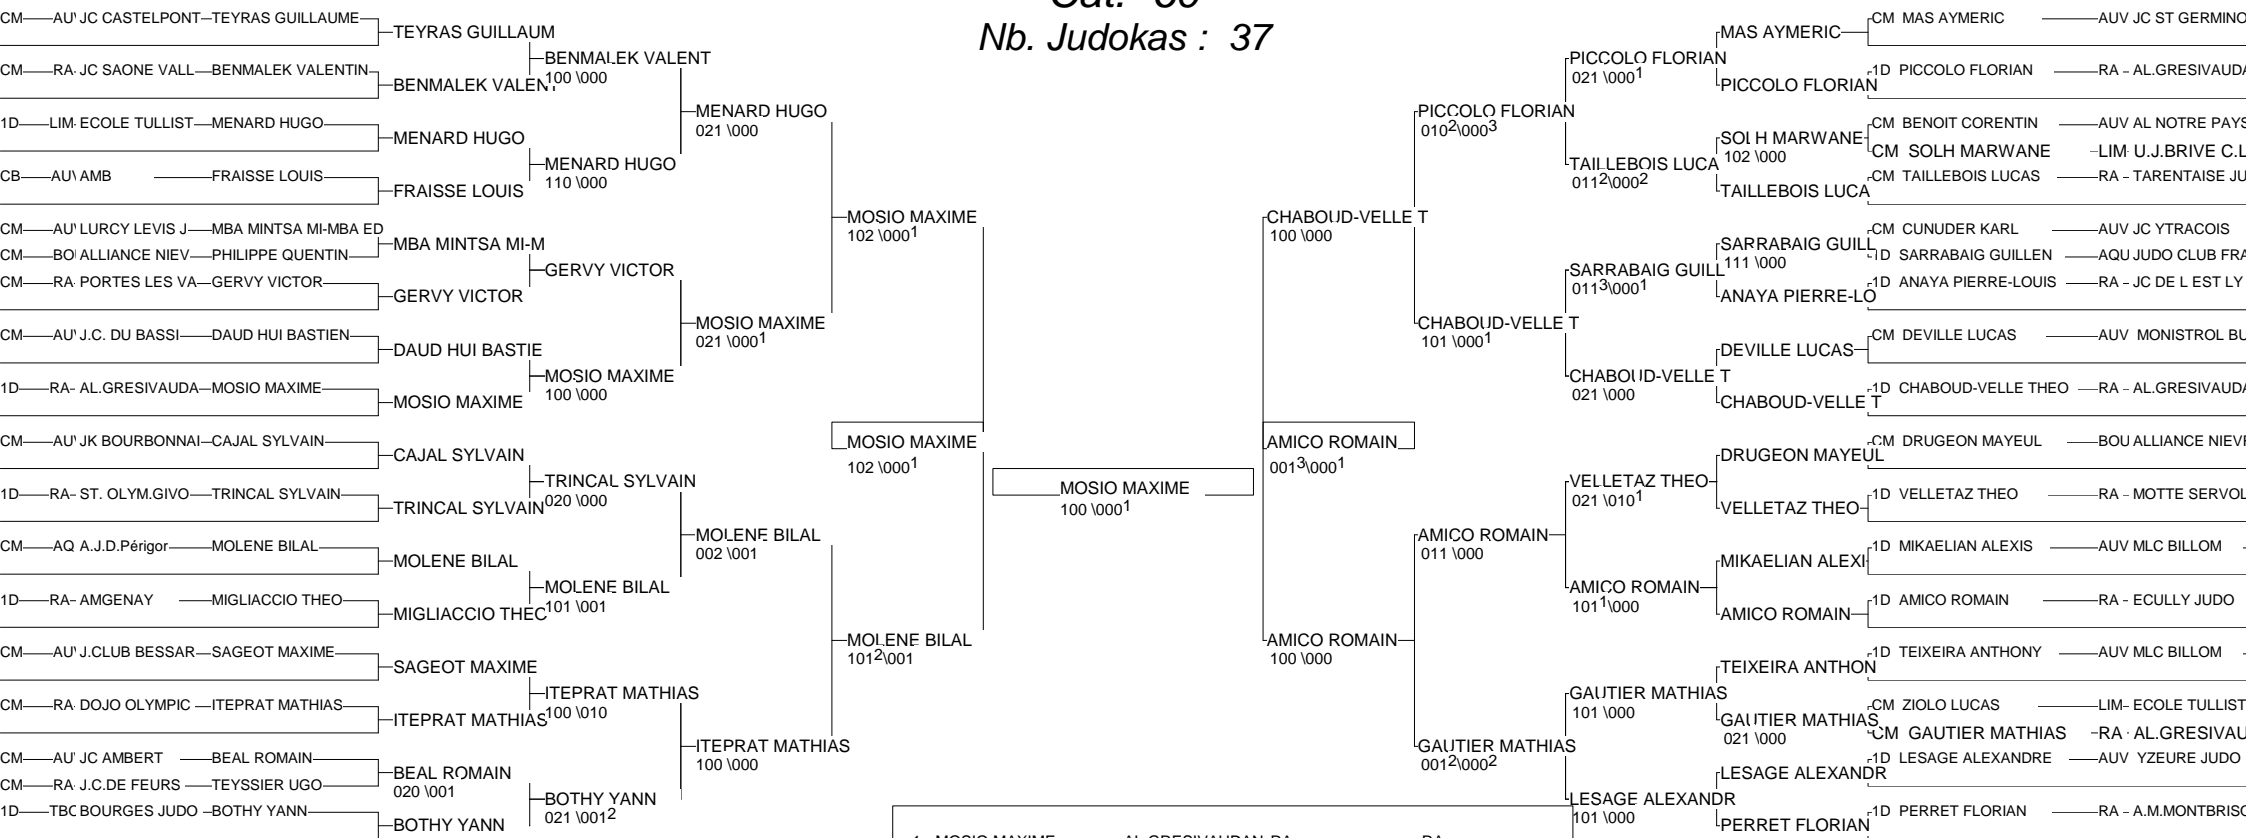 Nb. Judokas : 37
CM AU JC CASTELPONT TEYRAS GUILLAUME
CM RA- JC SAONE VALL BENMALEK VALENTIN
1D LIM- ECOLE TULLIST MENARD HUGO
CB AU AMB FRAISSE LOUIS
CM AU LURCY LEVIS J MBA MINTSA MI-MBA ED
CM BO ALLIANCE NIEV PHILIPPE QUENTIN
CM RA- PORTES LES VA GERVY VICTOR
CM AU J.C. DU BASSI DAUD HUI BASTIEN
1D RA- AL.GRESIVAUDA MOSIO MAXIME
CM AU JK BOURBONNAI CAJAL SYLVAIN
1D RA- ST. OLYM.GIVO TRINCAL SYLVAIN
CM AQ A.J.D.Périgor MOLENE BILAL
1D RA- AMGENAY MIGLIACCIO THEO
CM AU J.CLUB BESSAR SAGEOT MAXIME
CM RA- DOJO OLYMPIC ITEPRAT MATHIAS
CM AU JC AMBERT BEAL ROMAIN
CM RA- J.C.DE FEURS TEYSSIER UGO
1D TBC BOURGES JUDO BOTHY YANN
TEYRAS GUILLAUM
BENMALEK VALEN
MENARD HUGO
FRAISSE LOUIS
MBA MINTSA MI-M
GERVY VICTOR
DAUD HUI BASTIE
MOSIO MAXIME
CAJAL SYLVAIN
TRINCAL SYLVAIN
MOLENE BILAL
MIGLIACCIO THEO
SAGEOT MAXIME
ITEPRAT MATHIAS
BEAL ROMAIN
020 \001
BOTHY YANN
BENMALEK VALENT
100 \000
MENARD HUGO
110 \000
GERVY VICTOR
MOSIO MAXIME
100 \000
TRINCAL SYLVAIN
020 \000
MOLENE BILAL
101 \001
ITEPRAT MATHIAS
100 \010
BOTHY YANN
021 \001²
MENARD HUGO
021 \000
MOSIO MAXIME
021 \000¹
MOLENE BILAL
002 \001
ITEPRAT MATHIAS
100 \000
MOSIO MAXIME
102 \000¹
MOSIO MAXIME
102 \000¹
MOLENE BILAL
101²\001
MOSIO MAXIME
100 \000¹
CHABOUD-VELLE T
100 \000
AMICO ROMAIN
001³\000¹
AMICO ROMAIN
100 \000
PICCOLO FLORIAN
010²\000³
CHABOUD-VELLE T
101 \000¹
AMICO ROMAIN
011 \000
GAUTIER MATHIAS
001²\000²
PICCOLO FLORIAN
021 \000¹
TAILLEBOIS LUCA
011²\000²
SARRABAIG GUILL
011³\000¹
CHABOUD-VELLE T
021 \000
VELLETAZ THEO
021 \010¹
AMICO ROMAIN
101¹\000
GAUTIER MATHIAS
101 \000
LESAGE ALEXANDR
101 \000
MAS AYMERIC
PICCOLO FLORIAN
SOLH MARWANE
102 \000
TAILLEBOIS LUCA
SARRABAIG GUILL
111 \000
ANAYA PIERRE-LO
DEVILLE LUCAS
CHABOUD-VELLE T
DRUGEON MAYEUL
VELLETAZ THEO
MIKAELIAN ALEXI
AMICO ROMAIN
TEIXEIRA ANTHON
GAUTIER MATHIAS
021 \000
LESAGE ALEXANDR
PERRET FLORIAN
CM MAS AYMERIC AUV JC ST GERMINO
1D PICCOLO FLORIAN RA - AL.GRESIVAUDA
CM BENOIT CORENTIN AUV AL NOTRE PAYS
CM SOLH MARWANE LIM- U.J.BRIVE C.L
CM TAILLEBOIS LUCAS RA - TARENTAISE JU
CM CUNUDER KARL AUV JC YTRACOIS
1D SARRABAIG GUILLEN AQU JUDO CLUB FRA
1D ANAYA PIERRE-LOUIS RA - JC DE L EST LY
CM DEVILLE LUCAS AUV MONISTROL BU
1D CHABOUD-VELLE THEO RA - AL.GRESIVAUDA
CM DRUGEON MAYEUL BOU ALLIANCE NIEVR
1D VELLETAZ THEO RA - MOTTE SERVOL
1D MIKAELIAN ALEXIS AUV MLC BILLOM
1D AMICO ROMAIN RA - ECULLY JUDO
1D TEIXEIRA ANTHONY AUV MLC BILLOM
CM ZIOLO LUCAS LIM- ECOLE TULLIST
CM GAUTIER MATHIAS RA - AL.GRESIVAU
1D LESAGE ALEXANDRE AUV YZEURE JUDO
1D PERRET FLORIAN RA - A.M.MONTBRISO